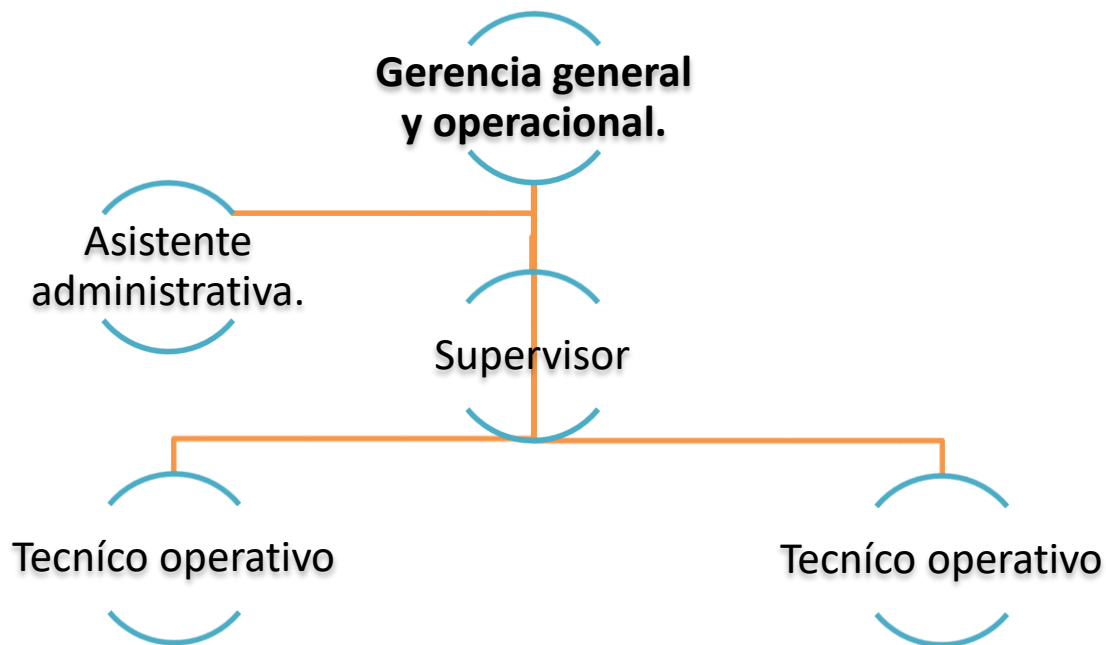 Gerencia general
y operacional.
Asistente
administrativa.
Supervisor
Tecníco operativo
Tecníco operativo